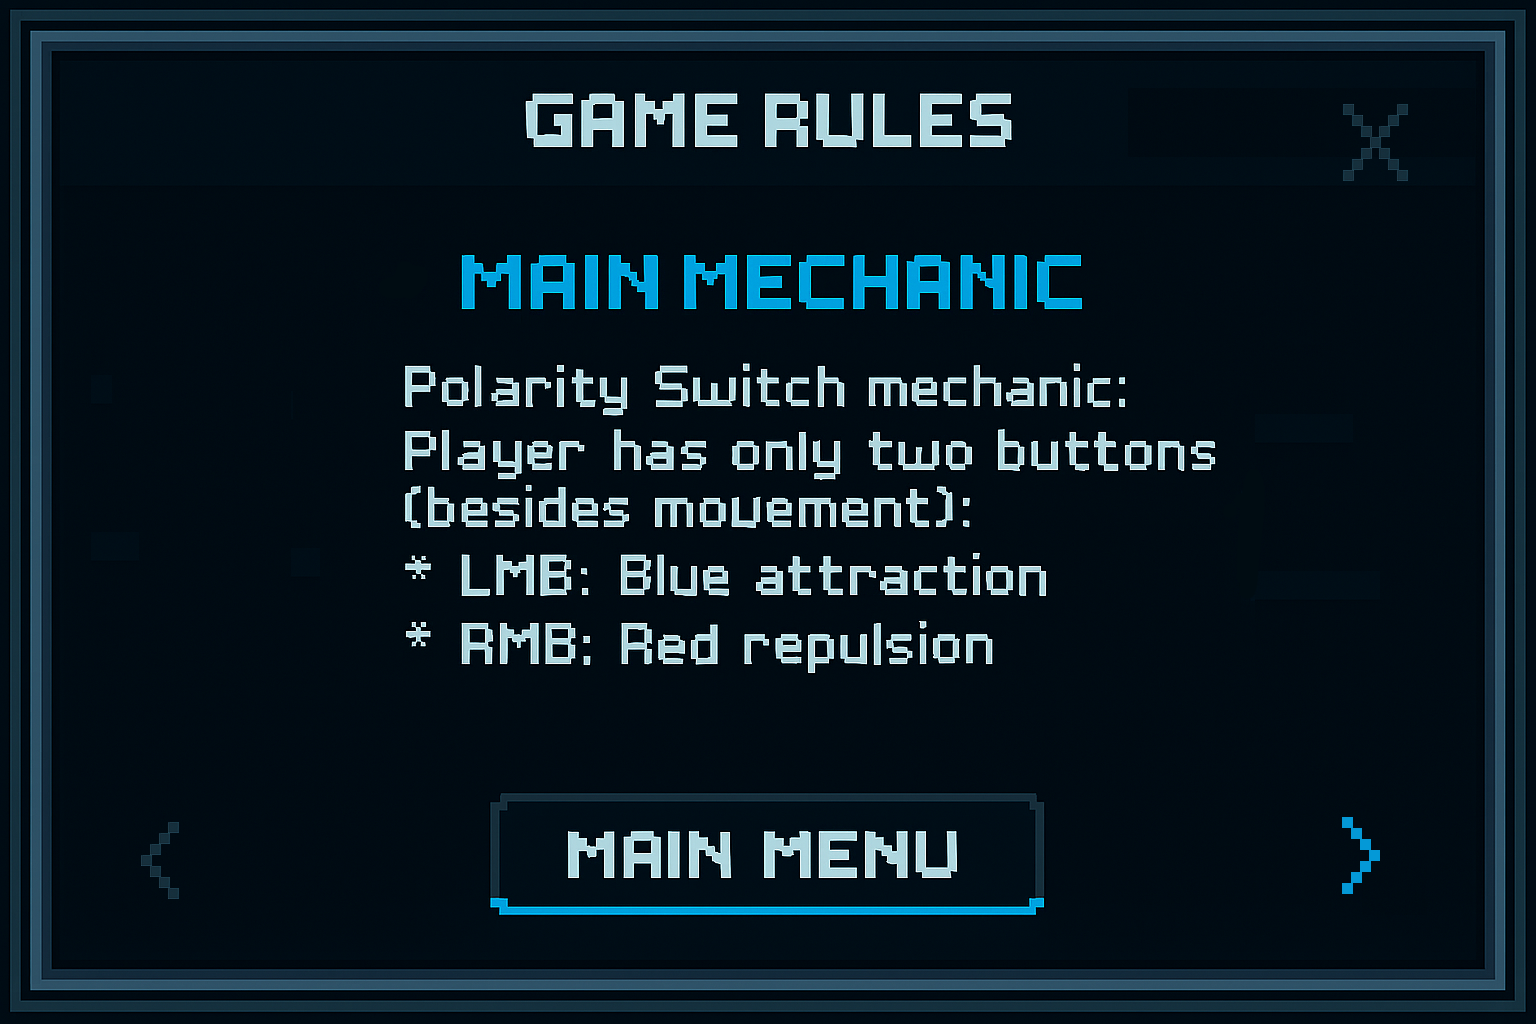 GAME RULES
MAIN MECHANIC
Polarity Switch mechanic:
Player has only two buttons
(besides movement):
* LMB: Blue attraction
* RMB: Red repulsion
MAIN MENU